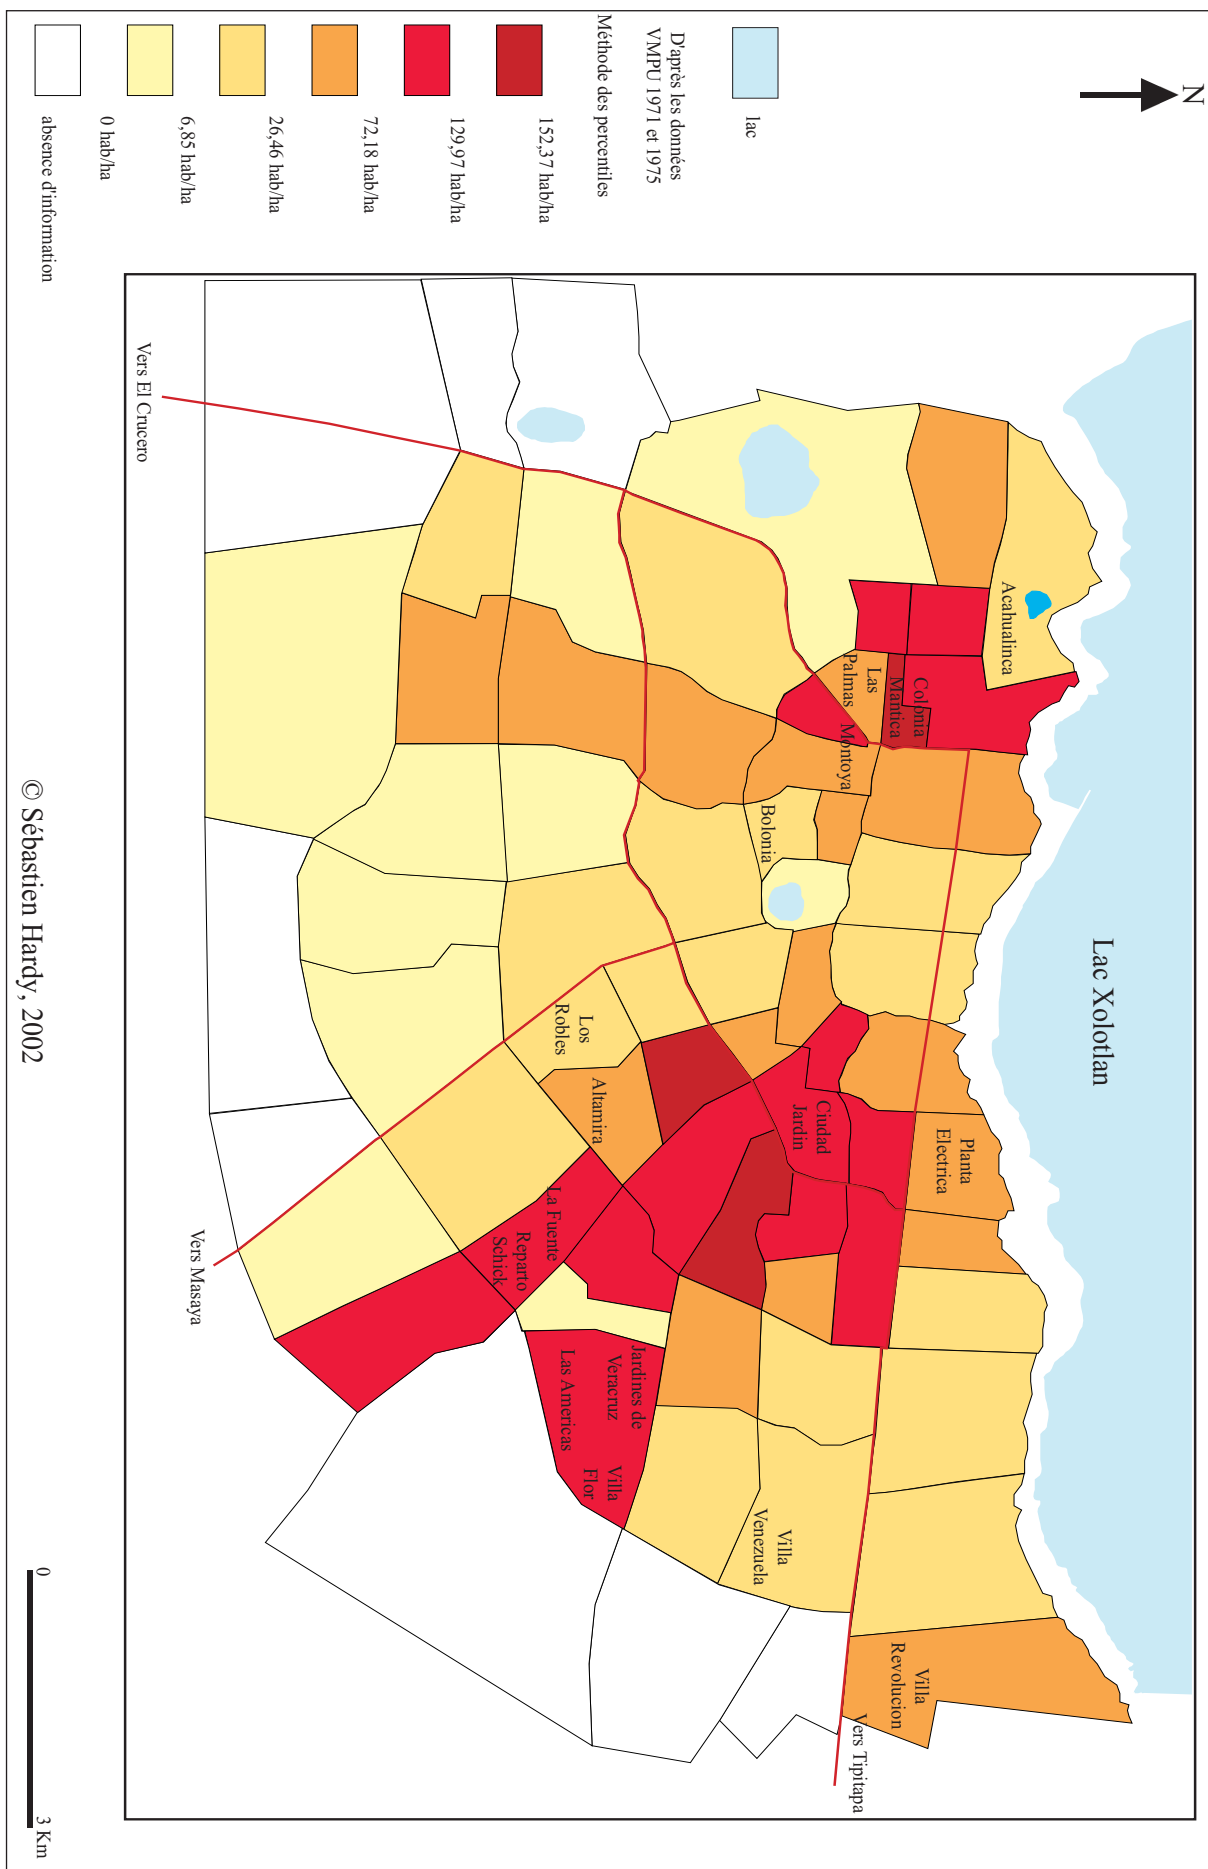 N
lac
D'après les données
VMPU 1971 et 1975
Méthode des percentiles
152,37 hab/ha
129,97 hab/ha
72,18 hab/ha
26,46 hab/ha
6,85 hab/ha
0 hab/ha
absence d'information
Lac Xolotlan
Acahualinca
Colonia
Mantica
Las
Palmas
Montoya
Bolonia
Planta
Electrica
Ciudad
Jardin
Los
Robles
Altamira
La Fuente
Reparto
Schick
Jardines de
Veracruz
Las Americas
Villa
Flor
Villa
Venezuela
Villa
Revolucion
Vers Tipitapa
Vers El Crucero
Vers Masaya
© Sébastien Hardy, 2002
0
3 Km